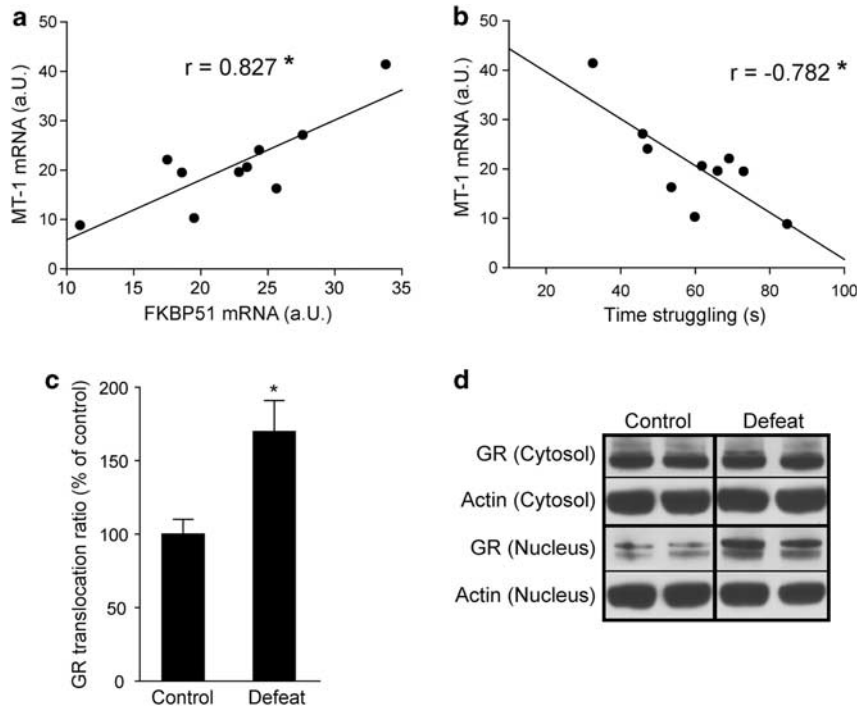 a
50
40
30
20
10
0
MT-1 mRNA (a.U.)
r = 0.827 *
10 15 20 25 30 35
FKBP51 mRNA (a.U.)
b
50
40
30
20
10
0
MT-1 mRNA (a.U.)
r = -0.782 *
20 40 60 80 100
Time struggling (s)
c
200
150
100
50
0
GR translocation ratio (% of control)
*
Control Defeat
d
Control Defeat
GR (Cytosol)
Actin (Cytosol)
GR (Nucleus)
Actin (Nucleus)